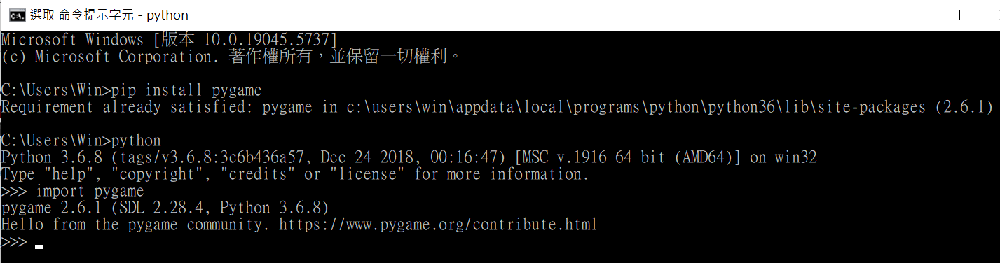 選取 命令提示字元 - python
Microsoft Windows [版本 10.0.19045.5737]
(c) Microsoft Corporation. 著作權所有，並保留一切權利。
C:\Users\Win>pip install pygame
Requirement already satisfied: pygame in c:\users\win\appdata\local\programs\python\python36\lib\site-packages (2.6.1)
C:\Users\Win>python
Python 3.6.8 (tags/v3.6.8:3c6b436a57, Dec 24 2018, 00:16:47) [MSC v.1916 64 bit (AMD64)] on win32
Type "help", "copyright", "credits" or "license" for more information.
>>> import pygame
pygame 2.6.1 (SDL 2.28.4, Python 3.6.8)
Hello from the pygame community. https://www.pygame.org/contribute.html
>>>